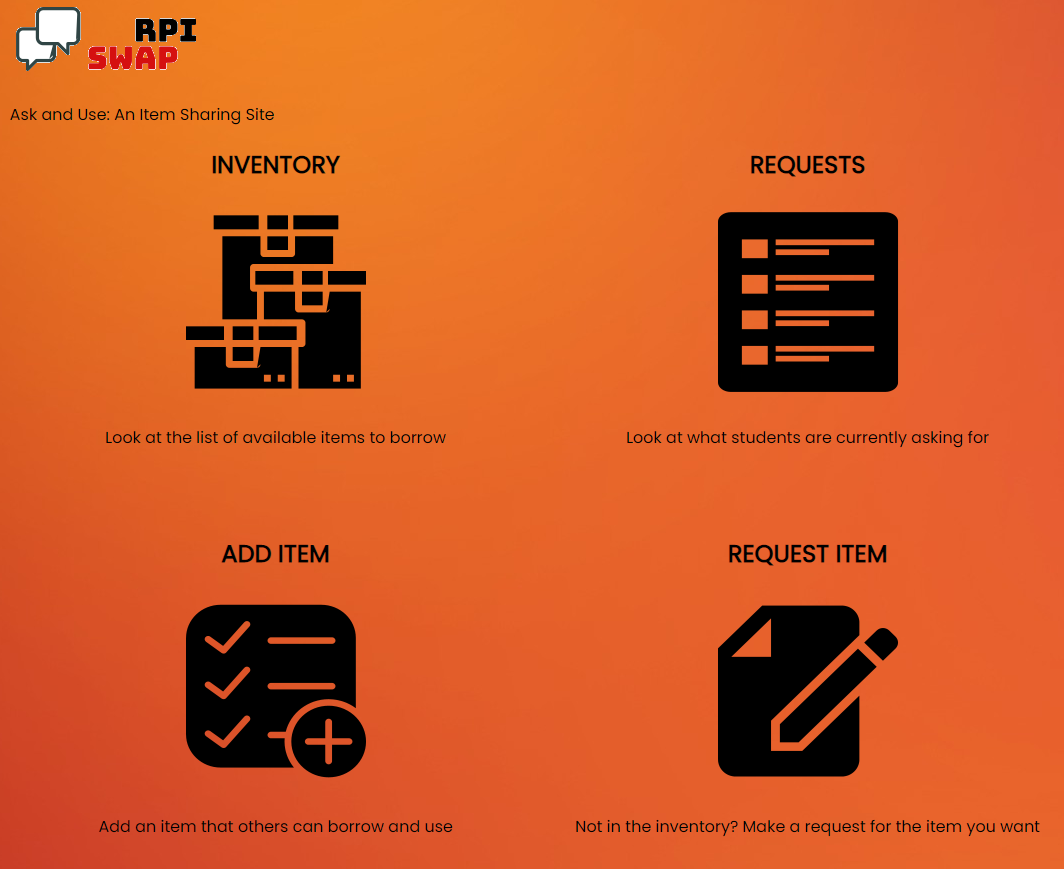 RPI
SWAP
Ask and Use: An Item Sharing Site
INVENTORY
REQUESTS
Look at the list of available items to borrow
Look at what students are currently asking for
ADD ITEM
REQUEST ITEM
Add an item that others can borrow and use
Not in the inventory? Make a request for the item you want